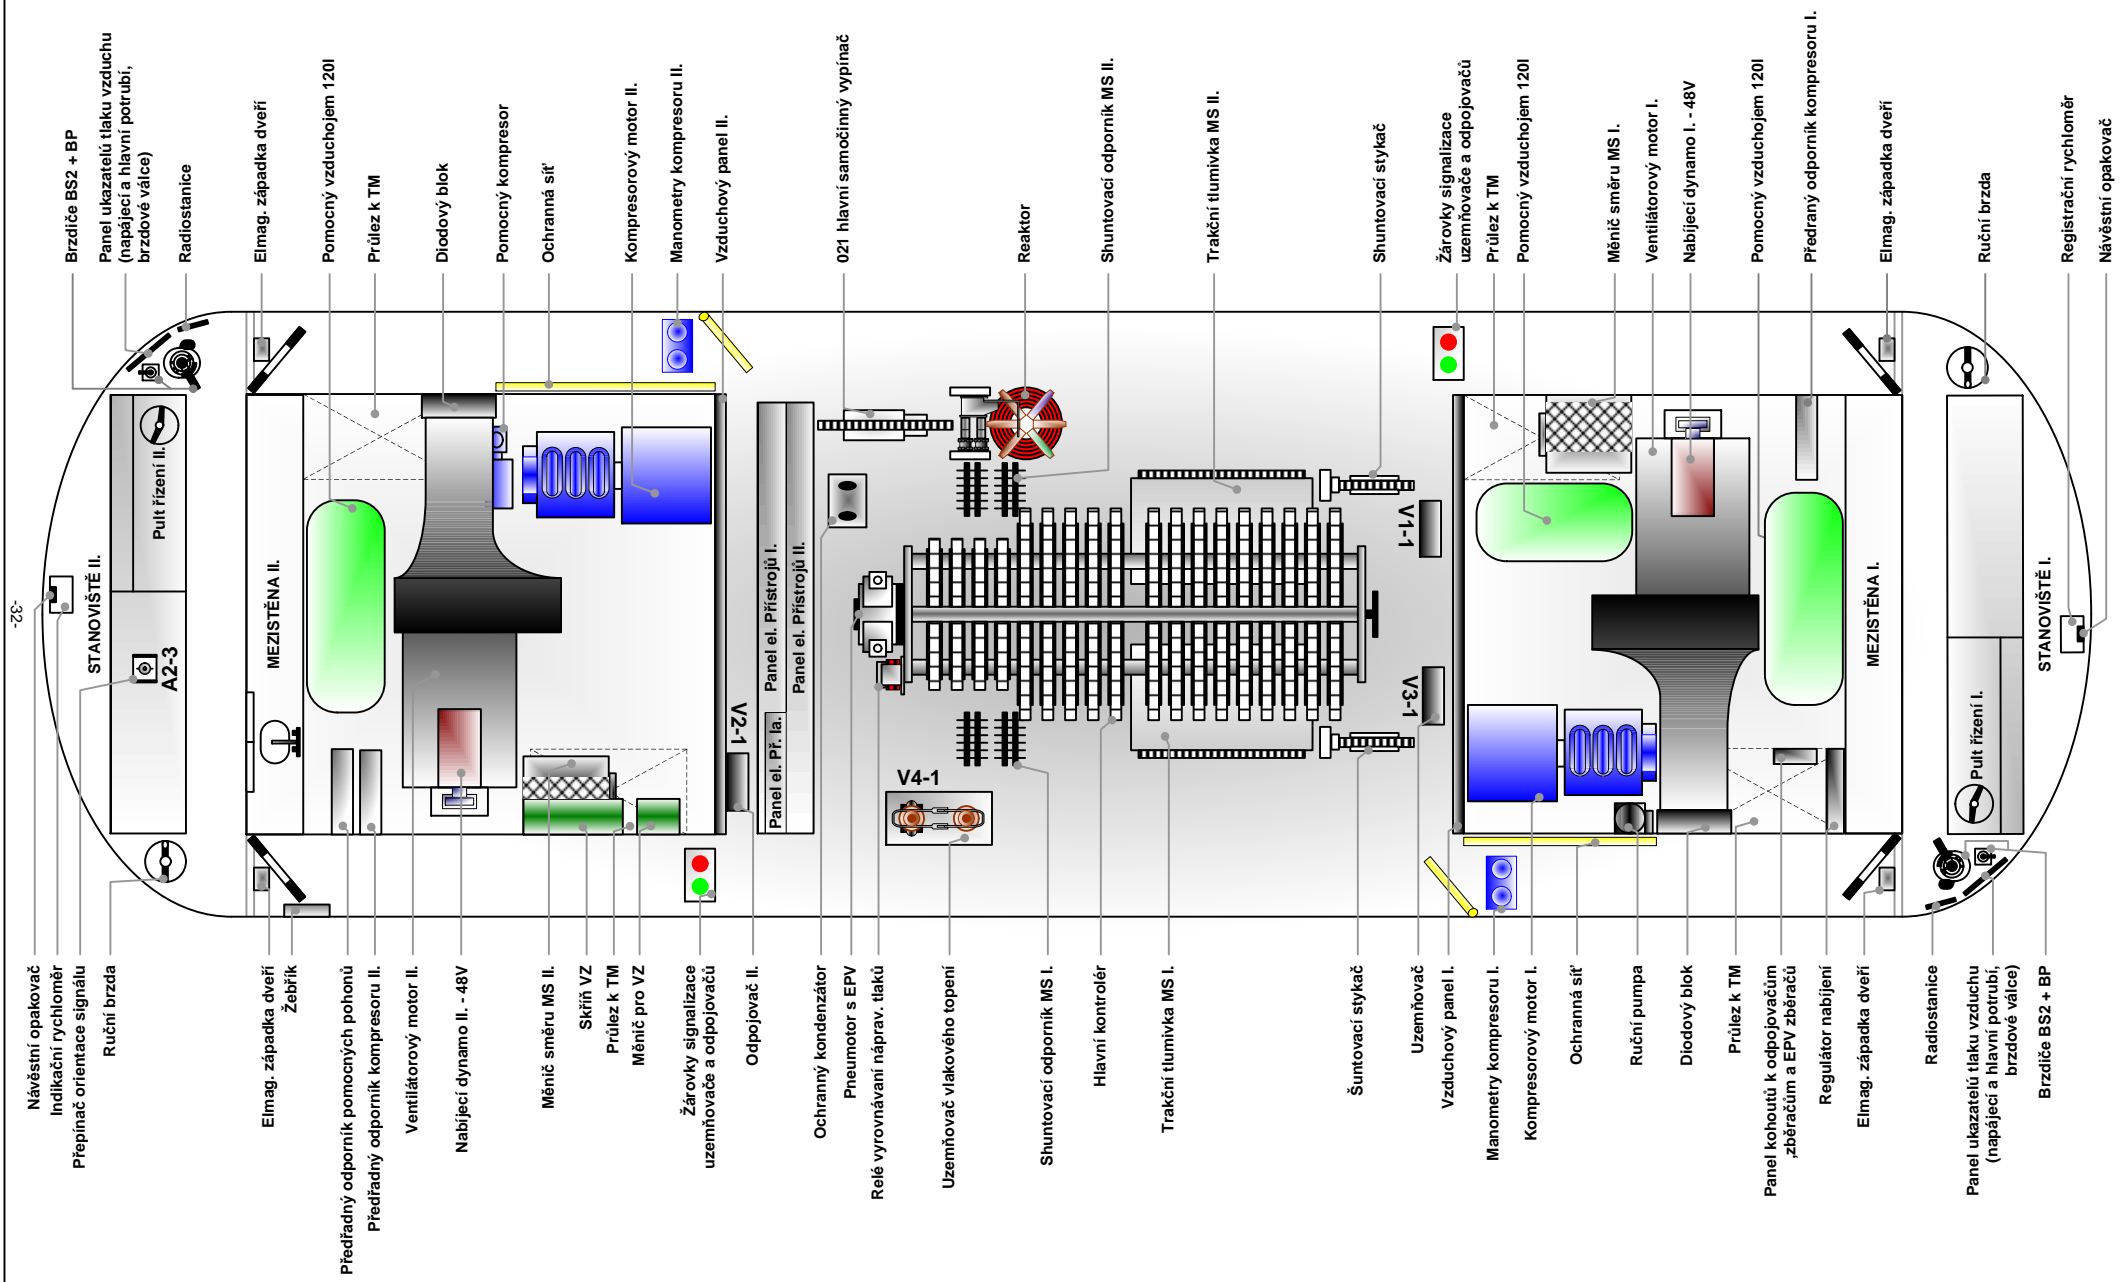 Brzdiče BS2 + BP
Panel ukazatelů tlaku vzduchu
(napájecí a hlavní potrubí,
brzdové válce)
Radiostanice
Elmag. západka dveří
Pomocný vzduchojem 120l
Průlez k TM
Diodový blok
Pomocný kompresor
Ochranná síť
Kompresorový motor II.
Manometry kompresoru II.
Vzduchový panel II.
021 hlavní samočinný vypínač
Reaktor
Shuntovací odporník MS II.
Trakční tlumivka MS II.
Shuntovací stykač
Žárovky signalizace
uzemňovače a odpojovačů
Průlez k TM
Pomocný vzduchojem 120l
Měnič směru MS I.
Ventilátorový motor I.
Nabíjecí dynamo I. - 48V
Pomocný vzduchojem 120l
Předraný odporník kompresoru I.
Elmag. západka dveří
Ruční brzda
Registrační rychloměr
Návěstní opakovač
-32-
STANOVIŠTĚ II.
Pult řízení II.
A2-3
MEZISTĚNA II.
V2-1
Panel el. Přístrojů I.
Panel el. Př. Ia.
Panel el. Přístrojů II.
V4-1
V1-1
V3-1
MEZISTĚNA I.
Pult řízení I.
STANOVIŠTĚ I.
Návěstní opakovač
Indikační rychloměr
Přepínač orientace signálu
Ruční brzda
Elmag. západka dveří
Žebřík
Předřadný odporník pomocných pohonů
Předřadný odporník kompresoru II.
Ventilátorový motor II.
Nabíjecí dynamo II. - 48V
Měnič směru MS II.
Skříň VZ
Průlez k TM
Měnič pro VZ
Žárovky signalizace
uzemňovače a odpojovačů
Odpojovač II.
Ochranný kondenzátor
Pneumotor s EPV
Relé vyrovnávaní náprav. tlaků
Uzemňovač vlakového topení
Shuntovací odporník MS I.
Hlavní kontrolér
Trakční tlumivka MS I.
Šuntovací stykač
Uzemňovač
Vzduchový panel I.
Manometry kompresoru I.
Kompresorový motor I.
Ochranná síť
Ruční pumpa
Diodový blok
Průlez k TM
Panel kohoutů k odpojovačům
,zběračům a EPV zběračů
Regulátor nabíjení
Elmag. západka dveří
Radiostanice
Panel ukazatelů tlaku vzduchu
(napájecí a hlavní potrubí,
brzdové válce)
Brzdiče BS2 + BP